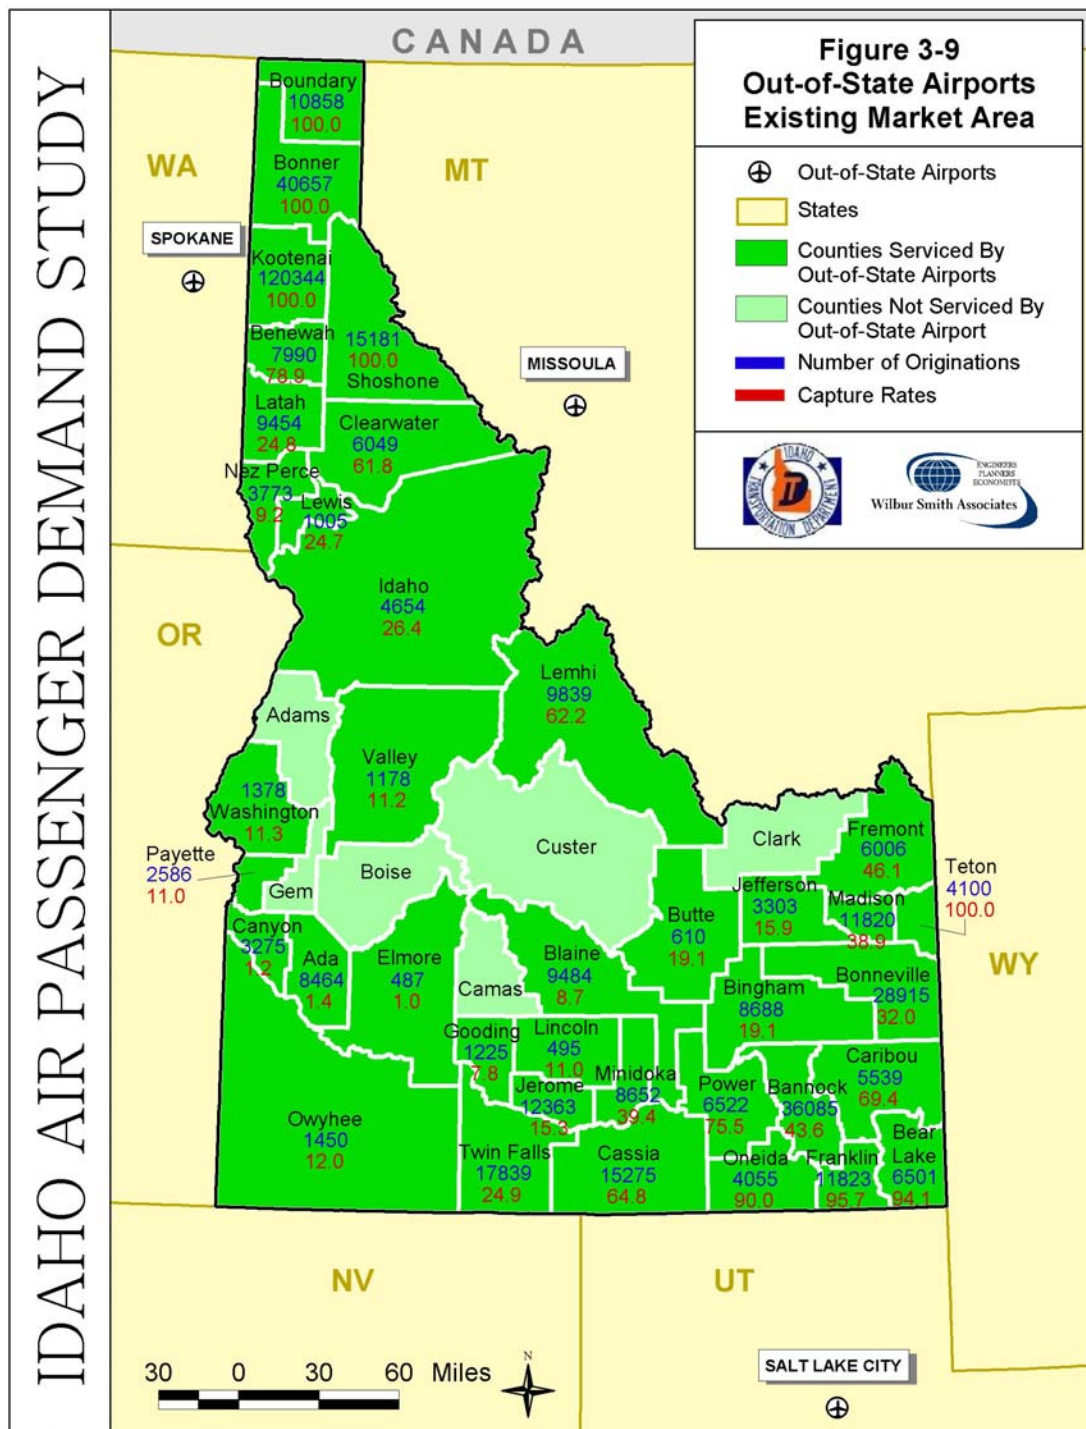 IDAHO AIR PASSENGER DEMAND STUDY
CANADA
Figure 3-9
Out-of-State Airports
Existing Market Area
Out-of-State Airports
States
Counties Serviced By
Out-of-State Airports
Counties Not Serviced By
Out-of-State Airport
Number of Originations
Capture Rates
IDAHO
TRANSPORTATION DEPARTMENT
ENGINEERS
PLANNERS
ECONOMISTS
Wilbur Smith Associates
WA
MT
OR
WY
NV
UT
SPOKANE
MISSOULA
SALT LAKE CITY
Boundary
10858
100.0
Bonner
40657
100.0
Kootenai
120344
100.0
Benewah
7990
78.9
15181
100.0
Shoshone
Latah
9454
24.8
Clearwater
6049
61.8
Nez Perce
3773
9.2
Lewis
1005
24.7
Idaho
4654
26.4
Lemhi
9839
62.2
Adams
Valley
1178
11.2
1378
Washington
11.3
Payette
2586
11.0
Gem
Boise
Custer
Clark
Fremont
6006
46.1
Teton
4100
100.0
Jefferson
3303
15.9
Madison
11820
38.9
Butte
610
19.1
Canyon
3275
1.2
Ada
8464
1.4
Elmore
487
1.0
Camas
Blaine
9484
8.7
Bingham
8688
19.1
Bonneville
28915
32.0
Gooding
1225
7.8
Lincoln
495
11.0
Jerome
12363
15.3
Minidoka
8652
39.4
Power
6522
75.5
Bannock
36085
43.6
Caribou
5539
69.4
Owyhee
1450
12.0
Twin Falls
17839
24.9
Cassia
15275
64.8
Oneida
4055
90.0
Franklin
11823
95.7
Bear
Lake
6501
94.1
30 0 30 60 Miles
N